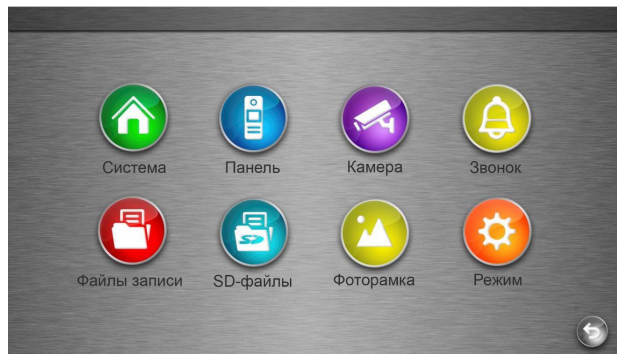 Система
Панель
Камера
Звонок
Файлы записи
SD-файлы
Фоторамка
Режим